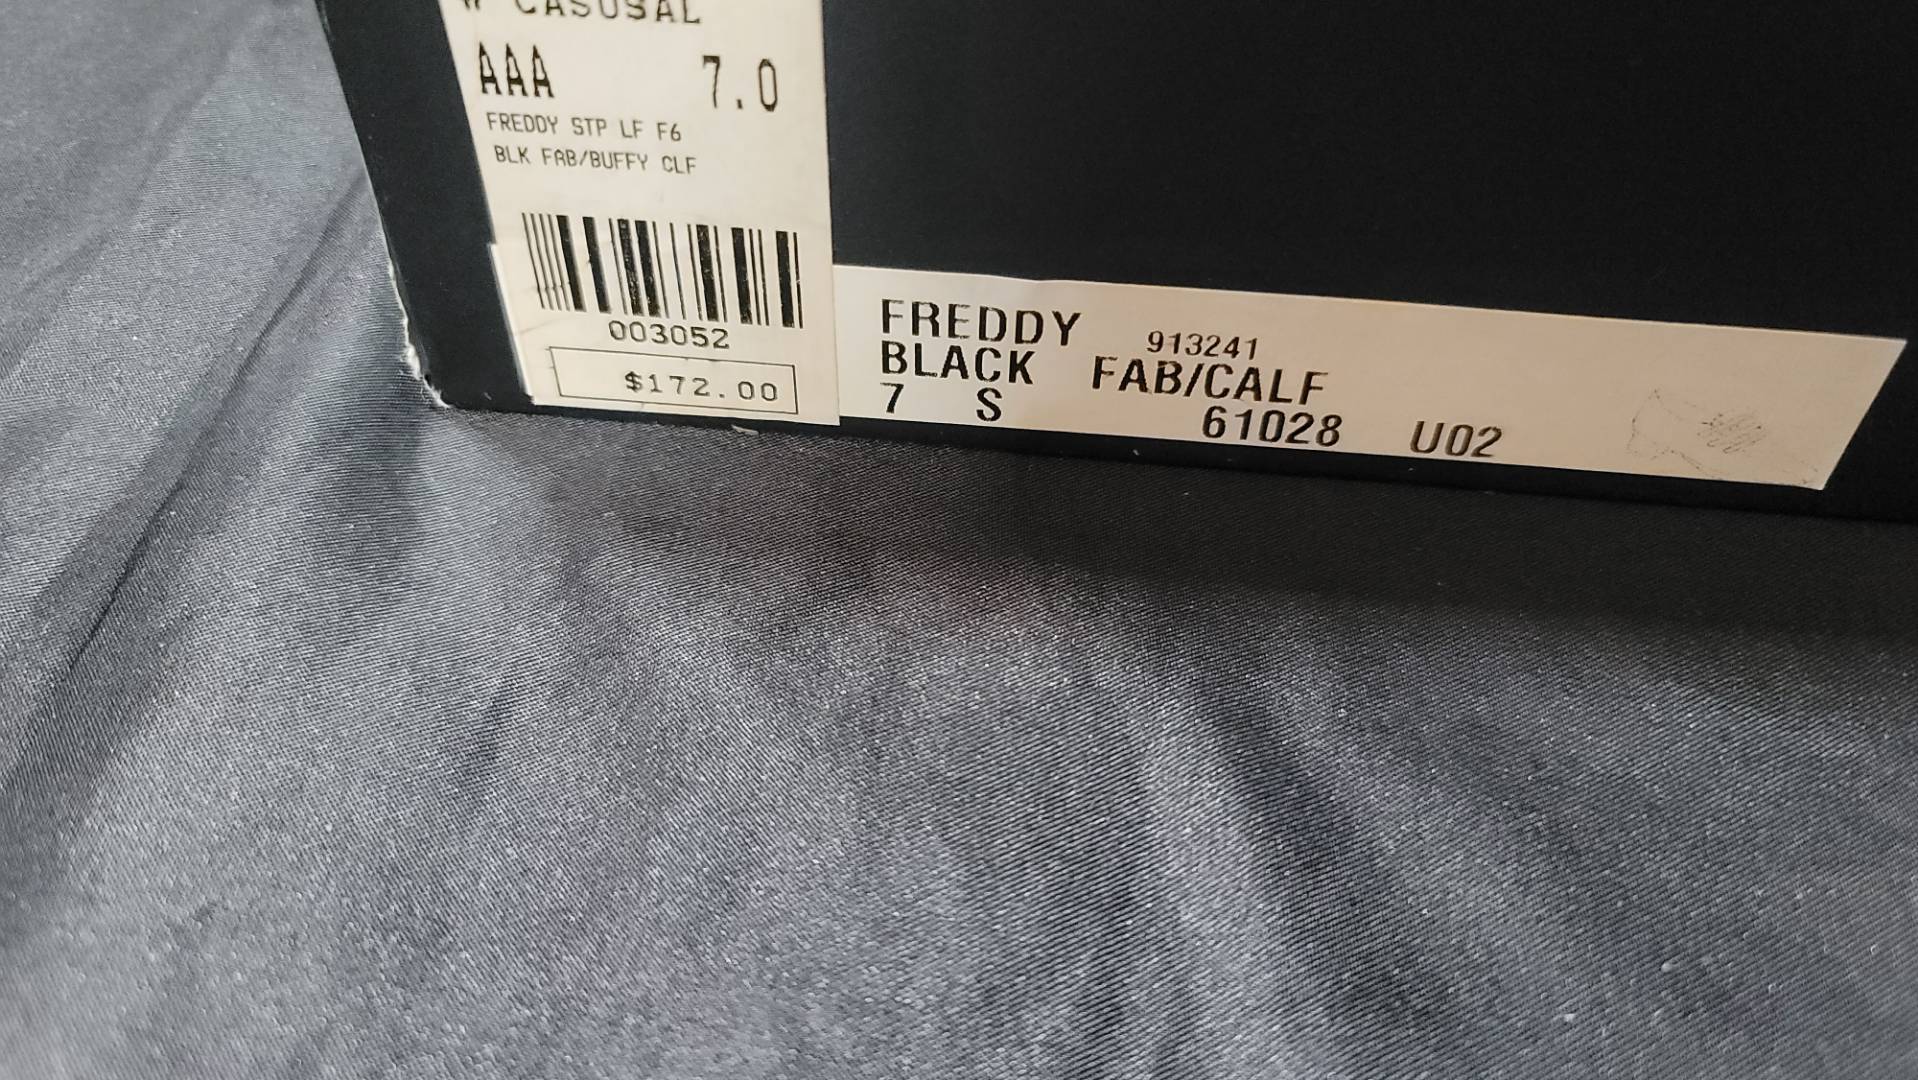 W CASUSAL
AAA 7.0
FREDDY STP LF F6
BLK FAB/BUFFY CLF
003052
$172.00
FREDDY 913241
BLACK FAB/CALF
7 S 61028 U02